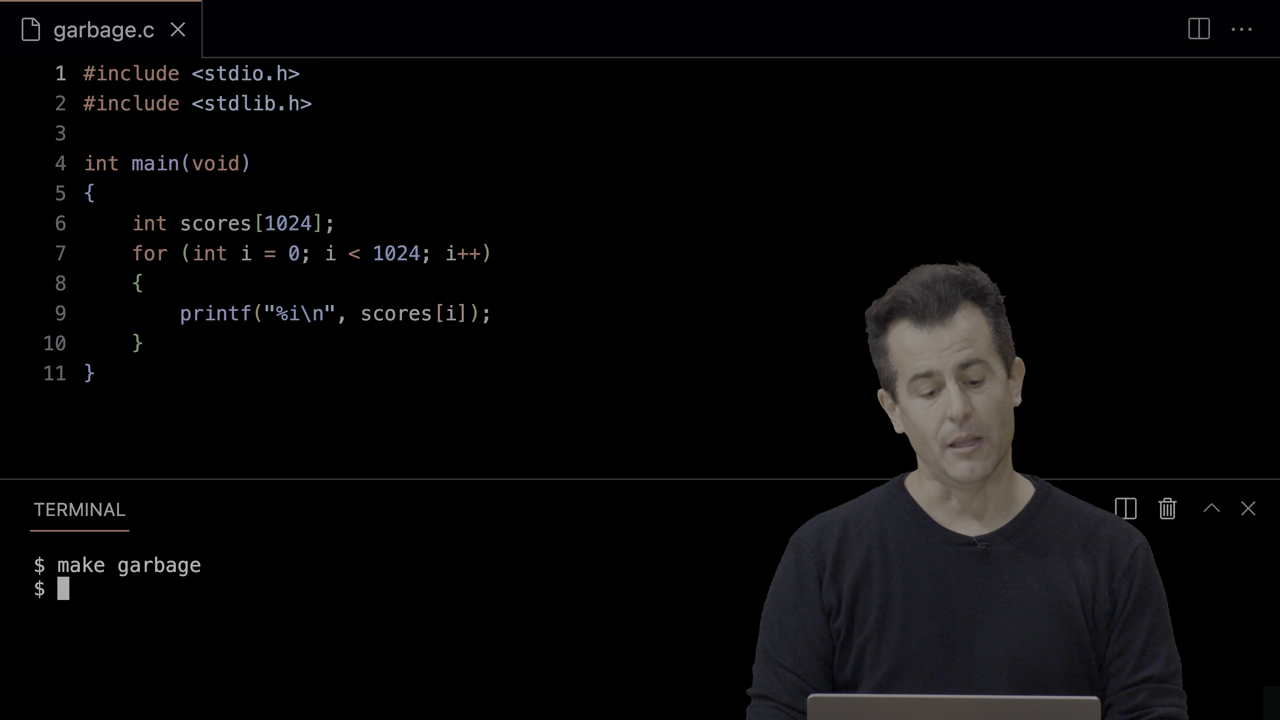 garbage.c
1 #include <stdio.h>
2 #include <stdlib.h>
3
4 int main(void)
5 {
6     int scores[1024];
7     for (int i = 0; i < 1024; i++)
8     {
9         printf("%i\n", scores[i]);
10     }
11 }
TERMINAL
$ make garbage
$